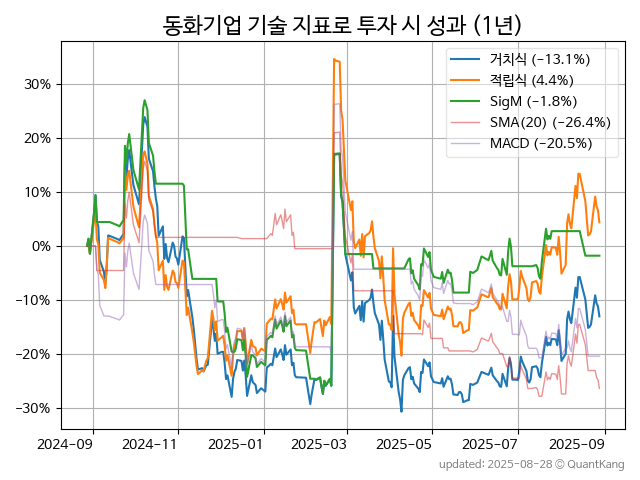 동화기업 기술 지표로 투자 시 성과 (1년)
거치식 (−13.1%)
적립식 (4.4%)
SigM (−1.8%)
SMA(20) (−26.4%)
MACD (−20.5%)
30%
20%
10%
0%
−10%
−20%
−30%
2024-09 2024-11 2025-01 2025-03 2025-05 2025-07 2025-09
updated: 2025-08-28 © QuantKang